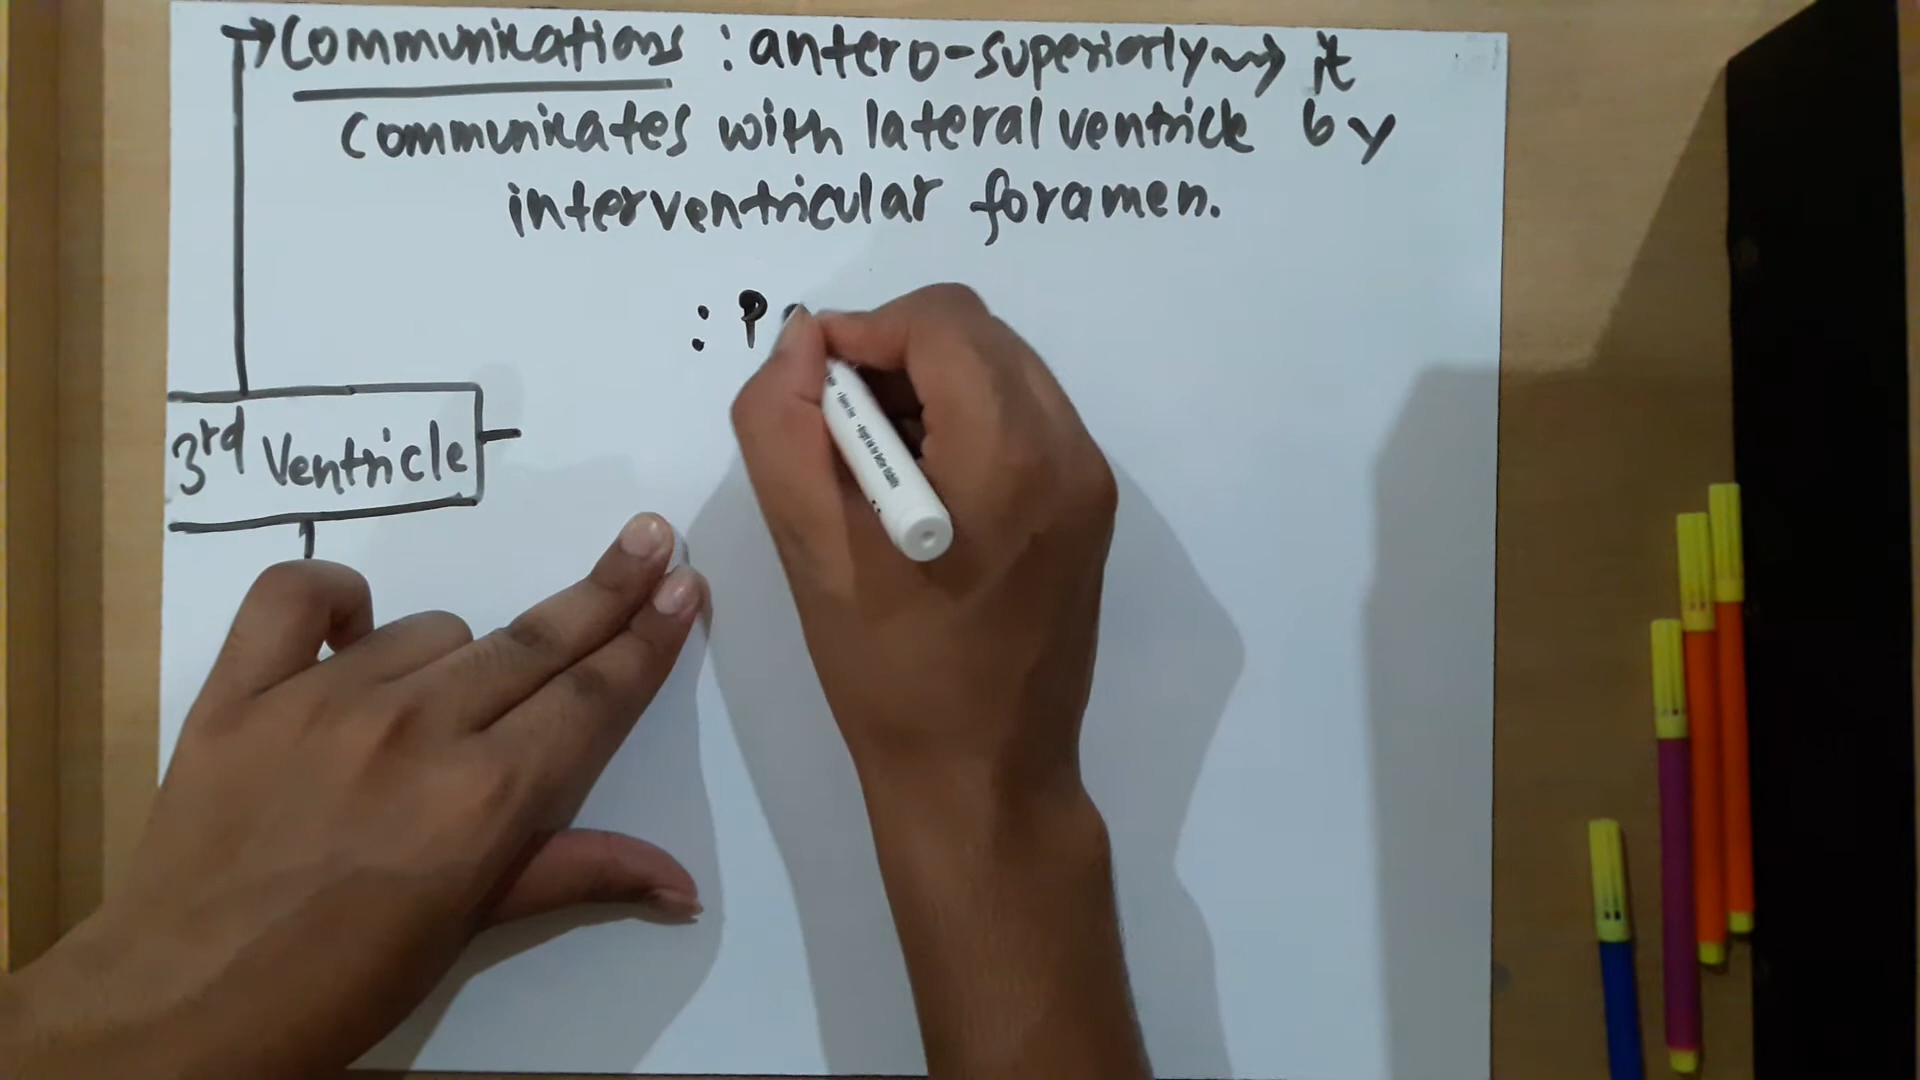 → Communications : antero-superiorly ⇝ it
communicates with lateral ventricle by
interventricular foramen.
: P
3rd Ventricle